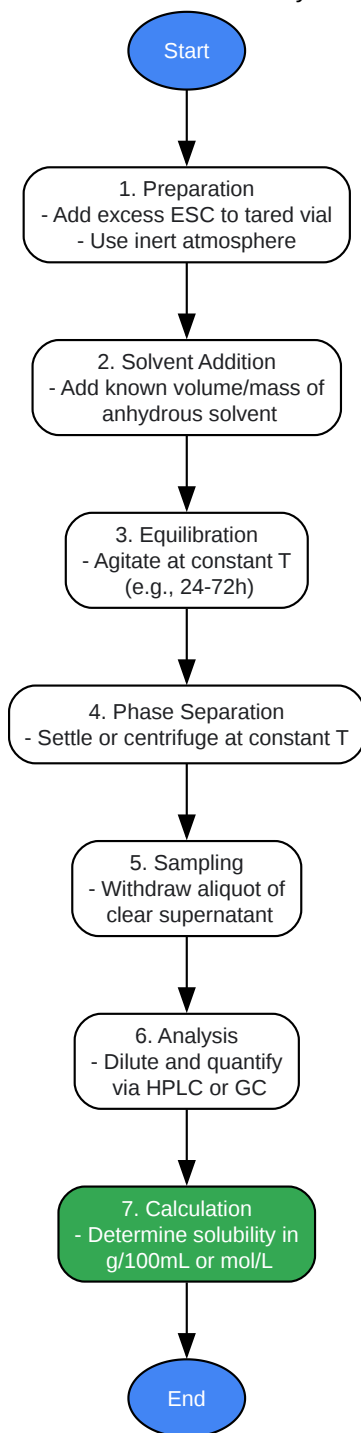 Start
1. Preparation
- Add excess ESC to tared vial
- Use inert atmosphere
2. Solvent Addition
- Add known volume/mass of
anhydrous solvent
3. Equilibration
- Agitate at constant T
(e.g., 24-72h)
4. Phase Separation
- Settle or centrifuge at constant T
5. Sampling
- Withdraw aliquot of
clear supernatant
6. Analysis
- Dilute and quantify
via HPLC or GC
7. Calculation
- Determine solubility in
g/100mL or mol/L
End